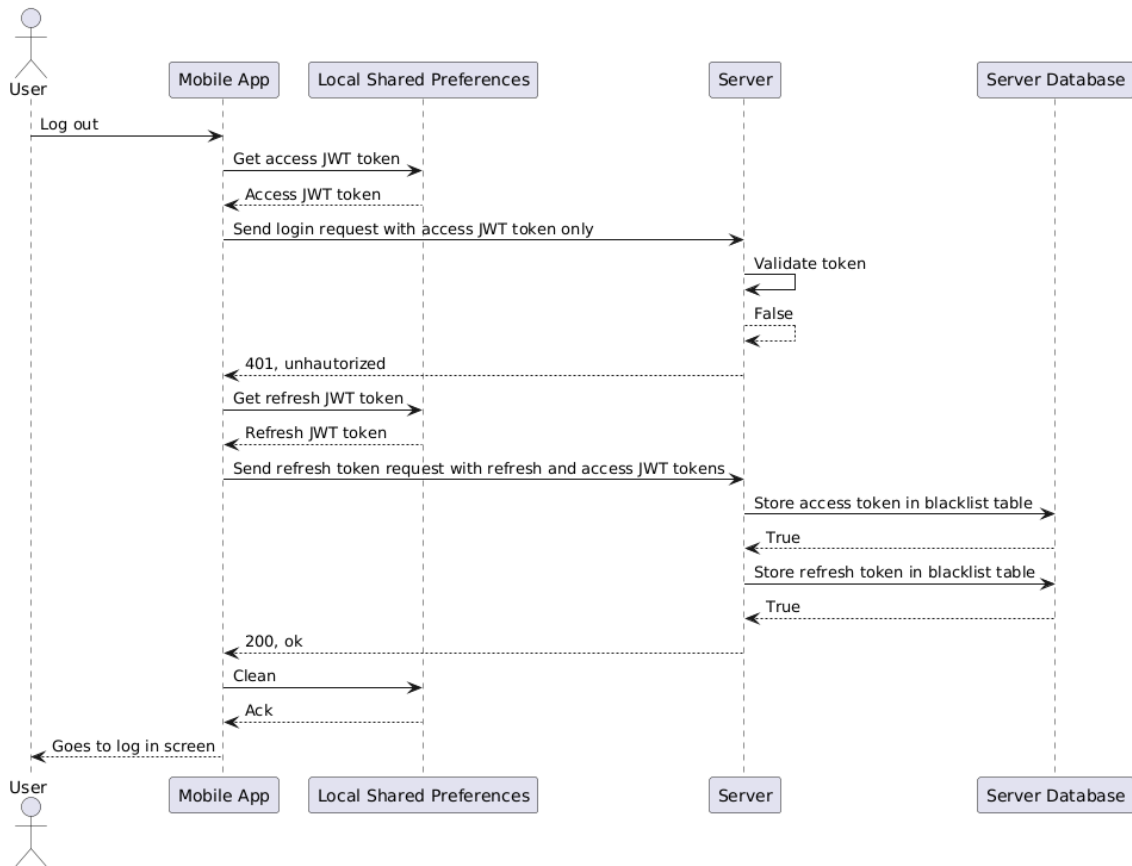 User
Mobile App
Local Shared Preferences
Server
Server Database
Log out
Get access JWT token
Access JWT token
Send login request with access JWT token only
Validate token
False
401, unhautorized
Get refresh JWT token
Refresh JWT token
Send refresh token request with refresh and access JWT tokens
Store access token in blacklist table
True
Store refresh token in blacklist table
True
200, ok
Clean
Ack
Goes to log in screen
User
Mobile App
Local Shared Preferences
Server
Server Database